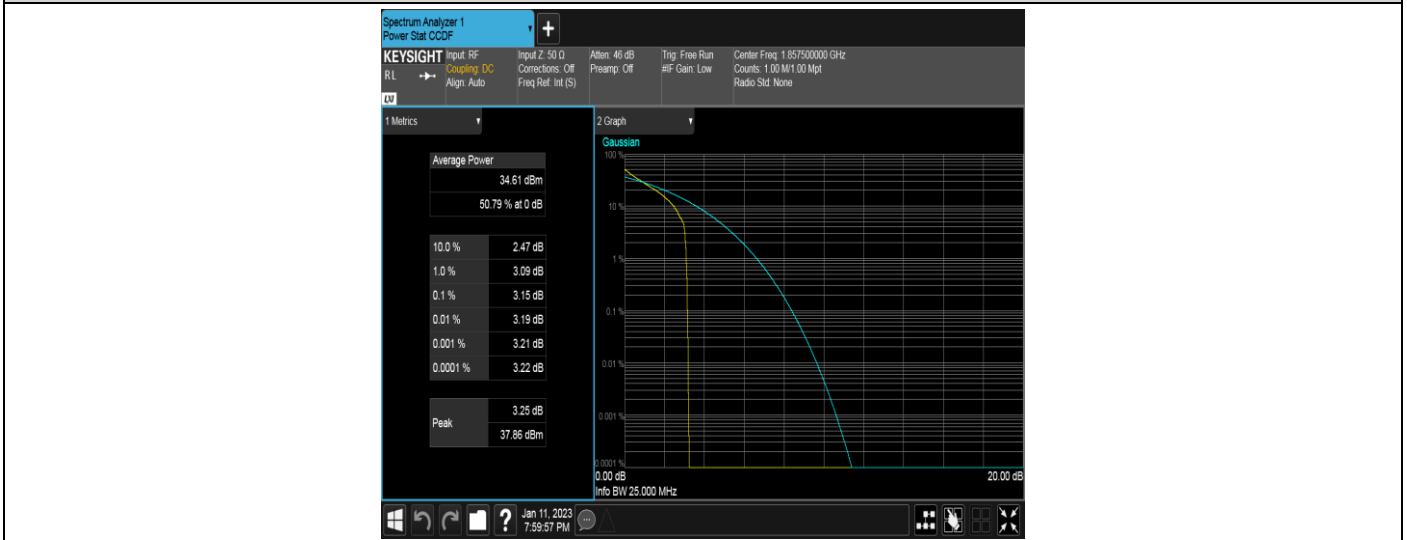 Spectrum Analyzer 1
Power Stat CCDF
+
KEYSIGHT Input: RF Input Z: 50 Ω Atten: 46 dB Trig: Free Run Center Freq: 1.857500000 GHz
RL Coupling: DC Corrections: Off Preamp: Off #IF Gain: Low Counts: 1.00 M/1.00 Mpt
Align: Auto Freq Ref: Int (S) Radio Std: None
LXI
1 Metrics
2 Graph
Average Power
34.61 dBm
50.79 % at 0 dB
10.0 % 2.47 dB
1.0 % 3.09 dB
0.1 % 3.15 dB
0.01 % 3.19 dB
0.001 % 3.21 dB
0.0001 % 3.22 dB
Peak 3.25 dB
37.86 dBm
Gaussian
100 %
10 %
1 %
0.1 %
0.01 %
0.001 %
0.0001 %
0.00 dB 20.00 dB
Info BW 25.000 MHz
? Jan 11, 2023
7:59:57 PM